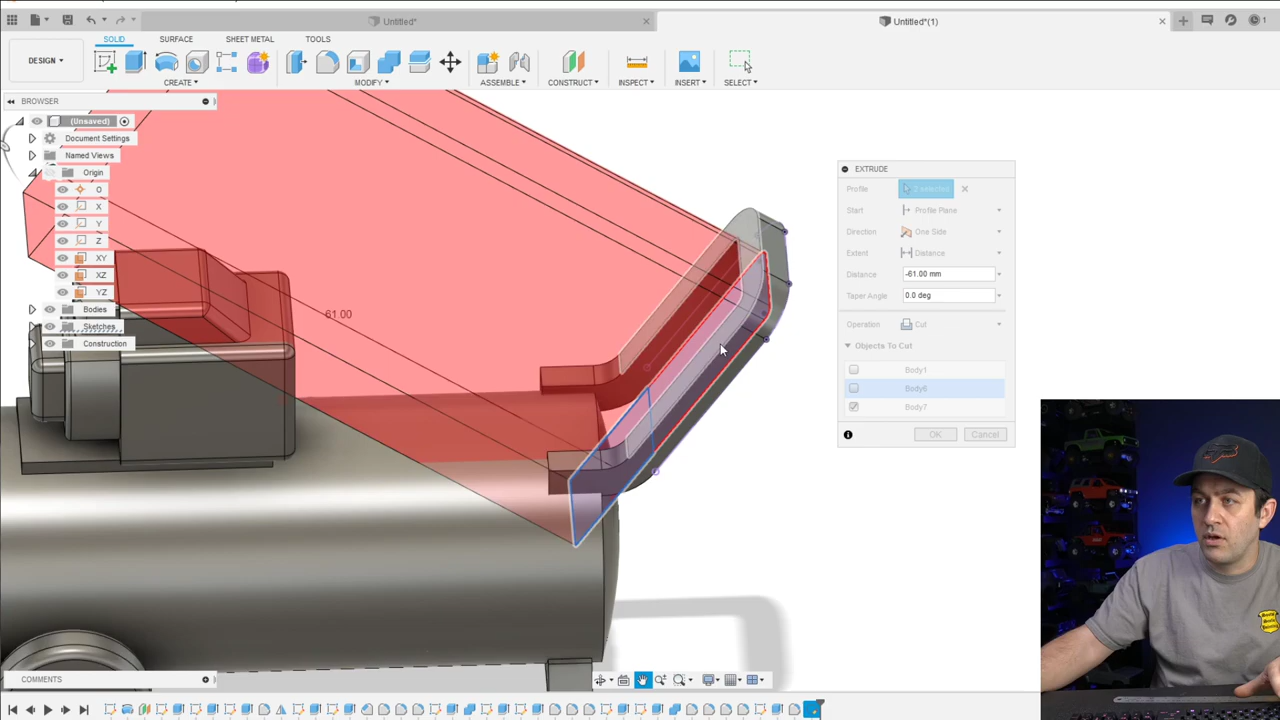 Untitled*
Untitled*(1)
1
SOLID
SURFACE
SHEET METAL
TOOLS
DESIGN
CREATE
MODIFY
ASSEMBLE
CONSTRUCT
INSPECT
INSERT
SELECT
BROWSER
(Unsaved)
Document Settings
Named Views
Origin
O
X
Y
Z
XY
XZ
YZ
Bodies
Sketches
Construction
61.00
EXTRUDE
Profile
2 selected
Start
Profile Plane
Direction
One Side
Extent
Distance
Distance
-61.00 mm
Taper Angle
0.0 deg
Operation
Cut
Objects To Cut
Body1
Body6
Body7
OK
Cancel
COMMENTS